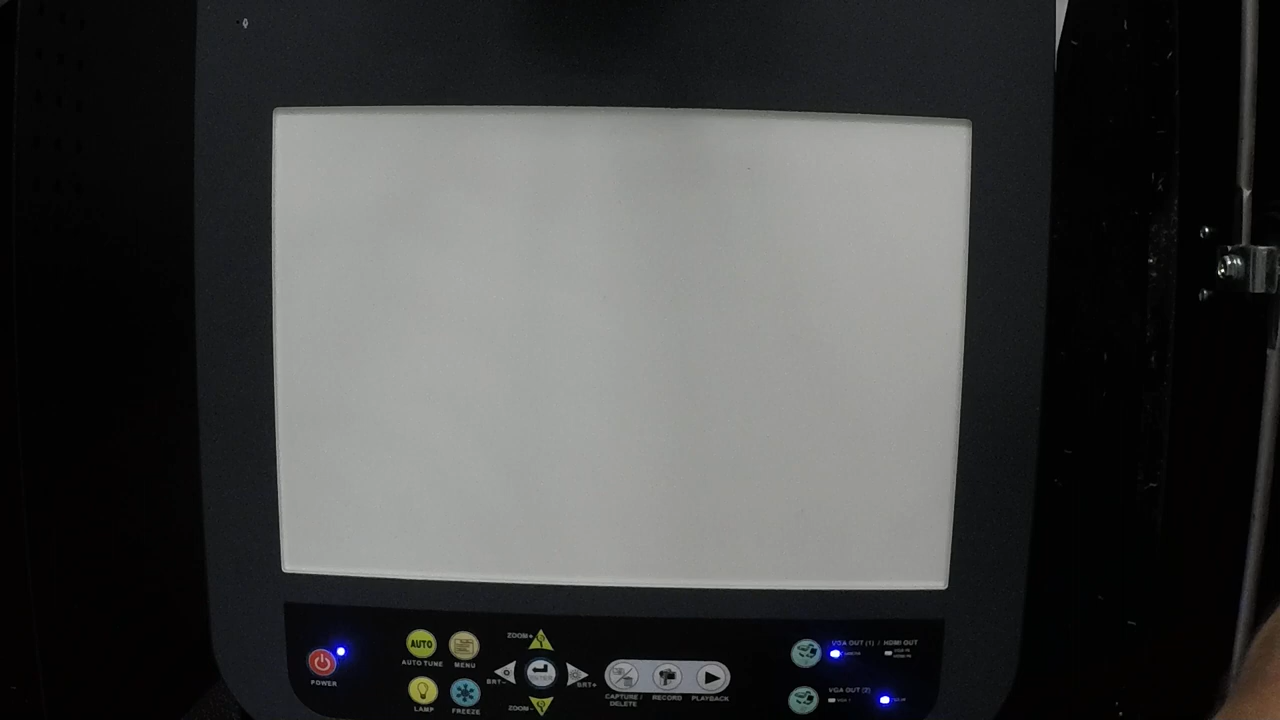 ZOOM+
AUTO
AUTO TUNE
MENU
POWER
BRT-
ENTER
BRT+
LAMP
FREEZE
ZOOM-
CAPTURE /
DELETE
RECORD
PLAYBACK
VGA OUT (1) / HDMI OUT
VGA OUT (2)